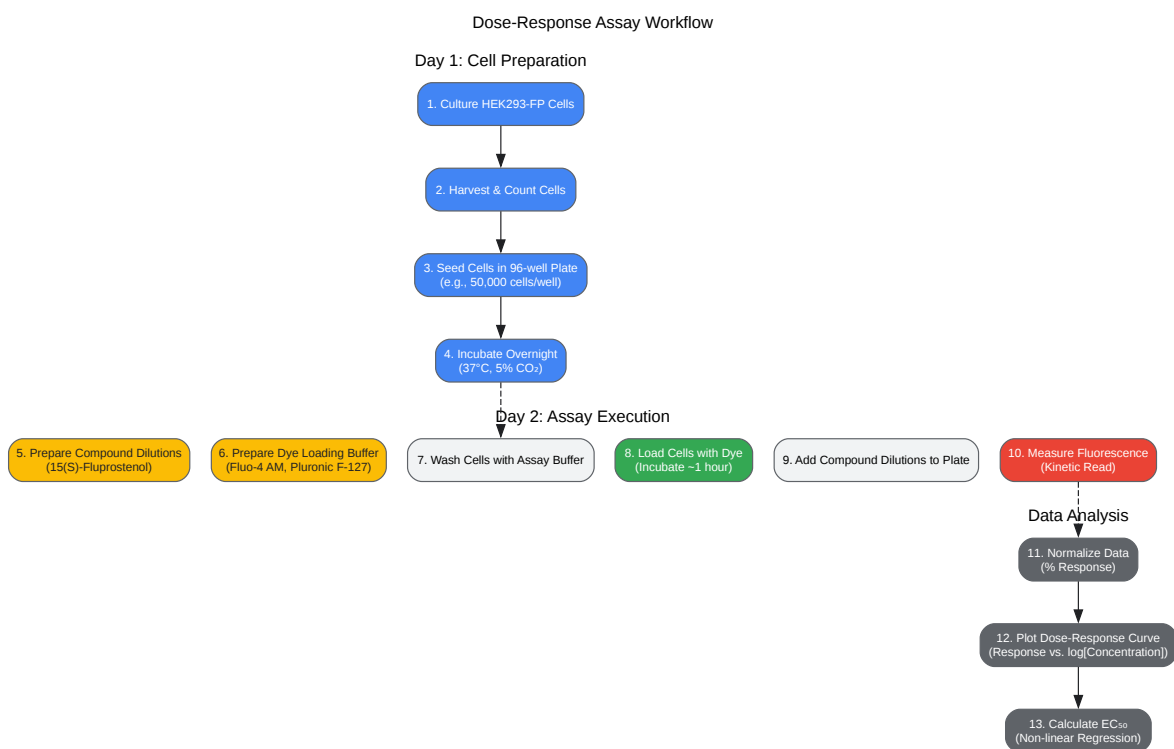 Dose-Response Assay Workflow
Day 1: Cell Preparation
1. Culture HEK293-FP Cells
2. Harvest & Count Cells
3. Seed Cells in 96-well Plate
(e.g., 50,000 cells/well)
4. Incubate Overnight
(37°C, 5% CO₂)
Day 2: Assay Execution
5. Prepare Compound Dilutions
(15(S)-Fluprostenol)
6. Prepare Dye Loading Buffer
(Fluo-4 AM, Pluronic F-127)
7. Wash Cells with Assay Buffer
8. Load Cells with Dye
(Incubate ~1 hour)
9. Add Compound Dilutions to Plate
10. Measure Fluorescence
(Kinetic Read)
Data Analysis
11. Normalize Data
(% Response)
12. Plot Dose-Response Curve
(Response vs. log[Concentration])
13. Calculate EC₅₀
(Non-linear Regression)